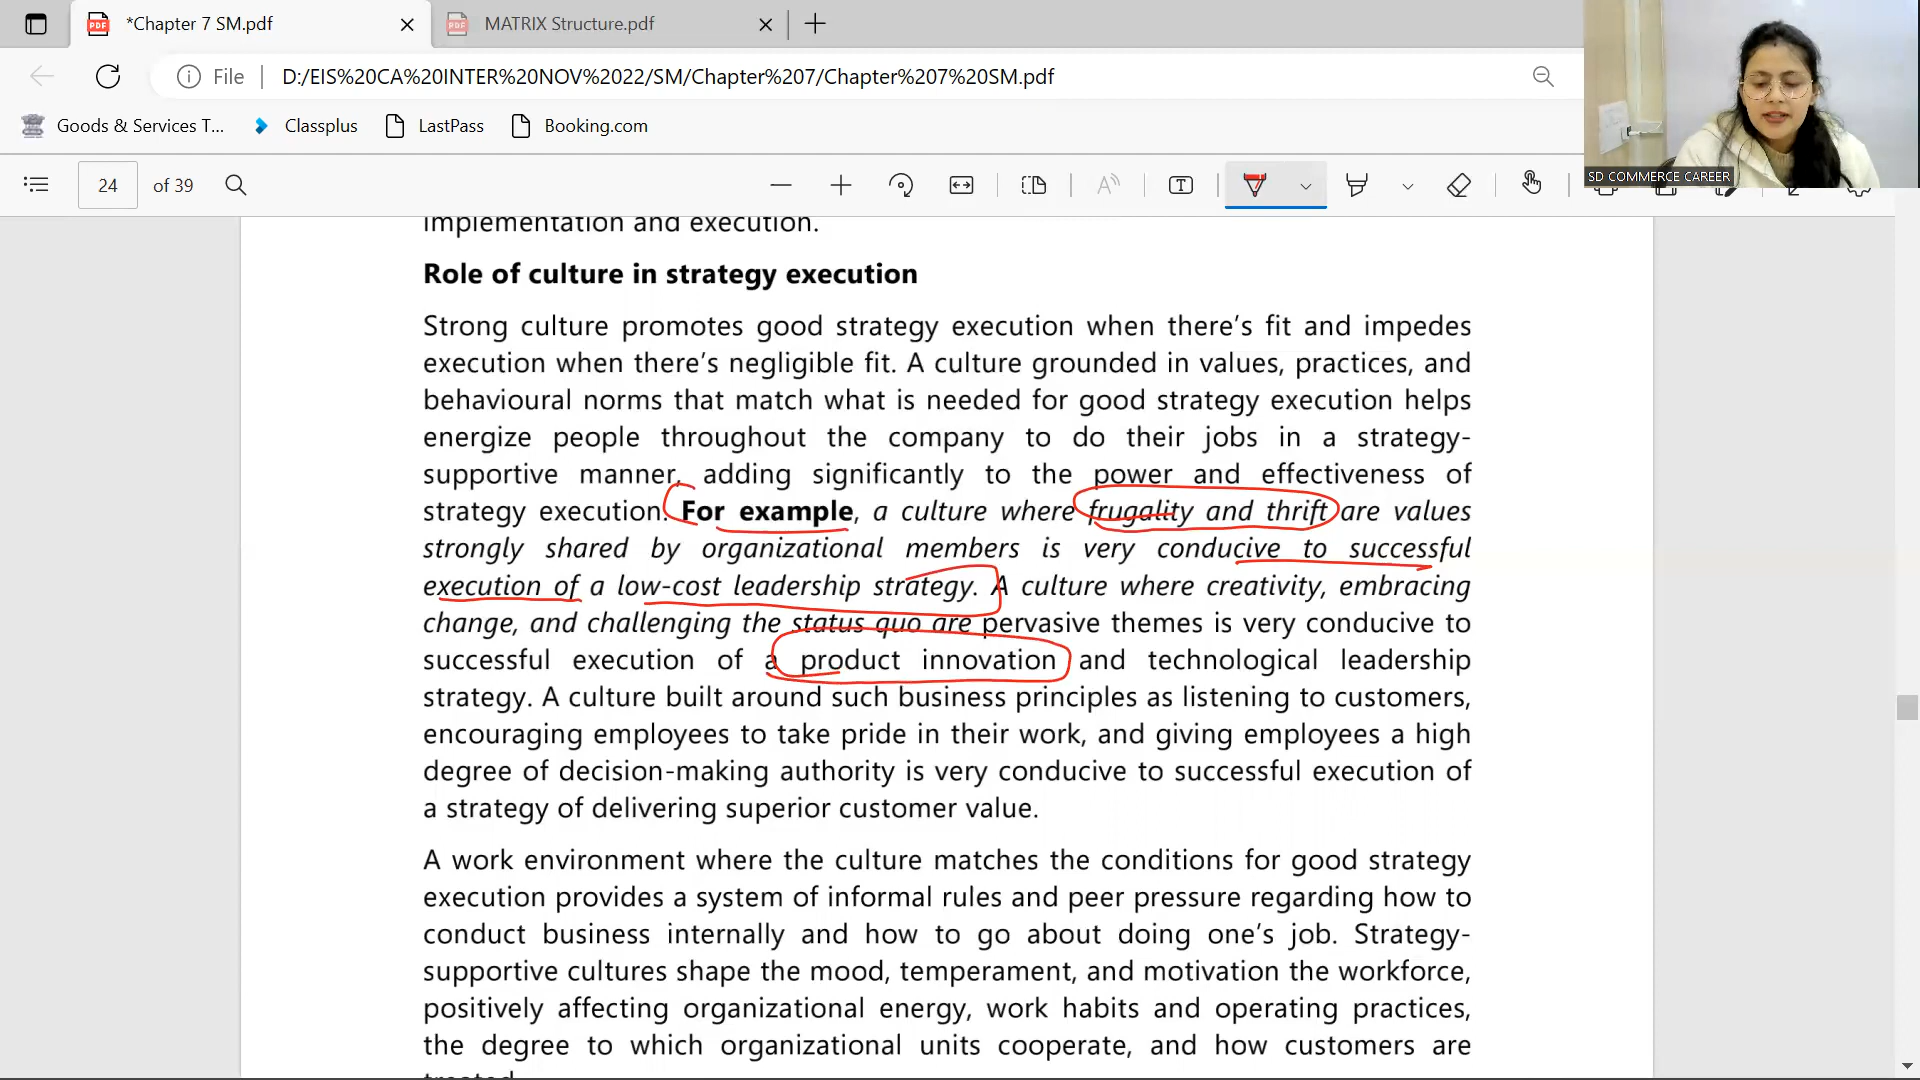 *Chapter 7 SM.pdf
MATRIX Structure.pdf
File
D:/EIS%20CA%20INTER%20NOV%2022/SM/Chapter%207/Chapter%207%20SM.pdf
Goods & Services T...
Classplus
LastPass
Booking.com
24
of 39
SD COMMERCE CAREER
implementation and execution.
Role of culture in strategy execution
Strong culture promotes good strategy execution when there's fit and impedes
execution when there's negligible fit. A culture grounded in values, practices, and
behavioural norms that match what is needed for good strategy execution helps
energize people throughout the company to do their jobs in a strategy-
supportive manner, adding significantly to the power and effectiveness of
strategy execution. For example, a culture where frugality and thrift are values
strongly shared by organizational members is very conducive to successful
execution of a low-cost leadership strategy. A culture where creativity, embracing
change, and challenging the status quo are pervasive themes is very conducive to
successful execution of a product innovation and technological leadership
strategy. A culture built around such business principles as listening to customers,
encouraging employees to take pride in their work, and giving employees a high
degree of decision-making authority is very conducive to successful execution of
a strategy of delivering superior customer value.
A work environment where the culture matches the conditions for good strategy
execution provides a system of informal rules and peer pressure regarding how to
conduct business internally and how to go about doing one's job. Strategy-
supportive cultures shape the mood, temperament, and motivation the workforce,
positively affecting organizational energy, work habits and operating practices,
the degree to which organizational units cooperate, and how customers are